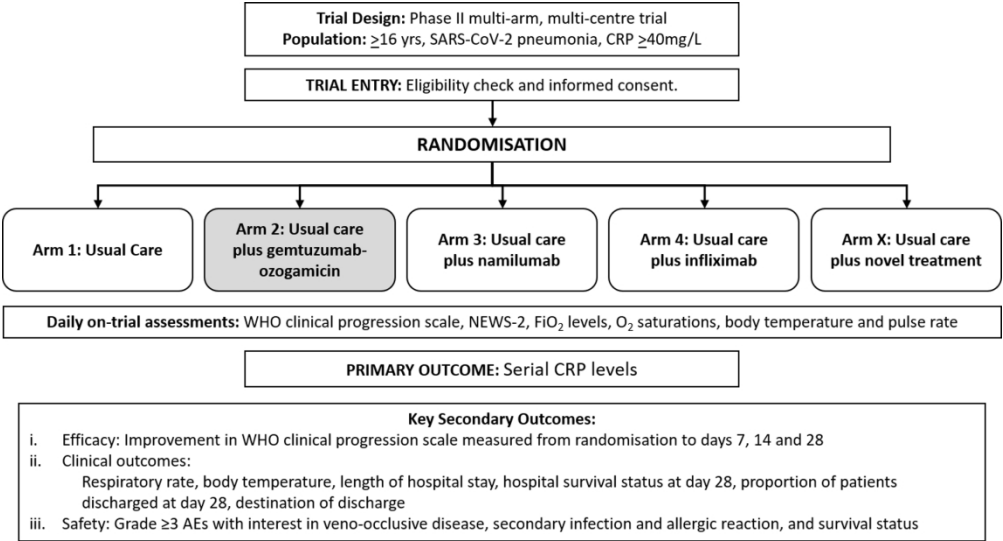 Trial Design: Phase II multi-arm, multi-centre trial
Population: ≥16 yrs, SARS-CoV-2 pneumonia, CRP ≥40mg/L
TRIAL ENTRY: Eligibility check and informed consent.
RANDOMISATION
Arm 1: Usual Care
Arm 2: Usual care
plus gemtuzumab-
ozogamicin
Arm 3: Usual care
plus namilumab
Arm 4: Usual care
plus infliximab
Arm X: Usual care
plus novel treatment
Daily on-trial assessments: WHO clinical progression scale, NEWS-2, FiO₂ levels, O₂ saturations, body temperature and pulse rate
PRIMARY OUTCOME: Serial CRP levels
Key Secondary Outcomes:
i. Efficacy: Improvement in WHO clinical progression scale measured from randomisation to days 7, 14 and 28
ii. Clinical outcomes:
Respiratory rate, body temperature, length of hospital stay, hospital survival status at day 28, proportion of patients
discharged at day 28, destination of discharge
iii. Safety: Grade ≥3 AEs with interest in veno-occlusive disease, secondary infection and allergic reaction, and survival status